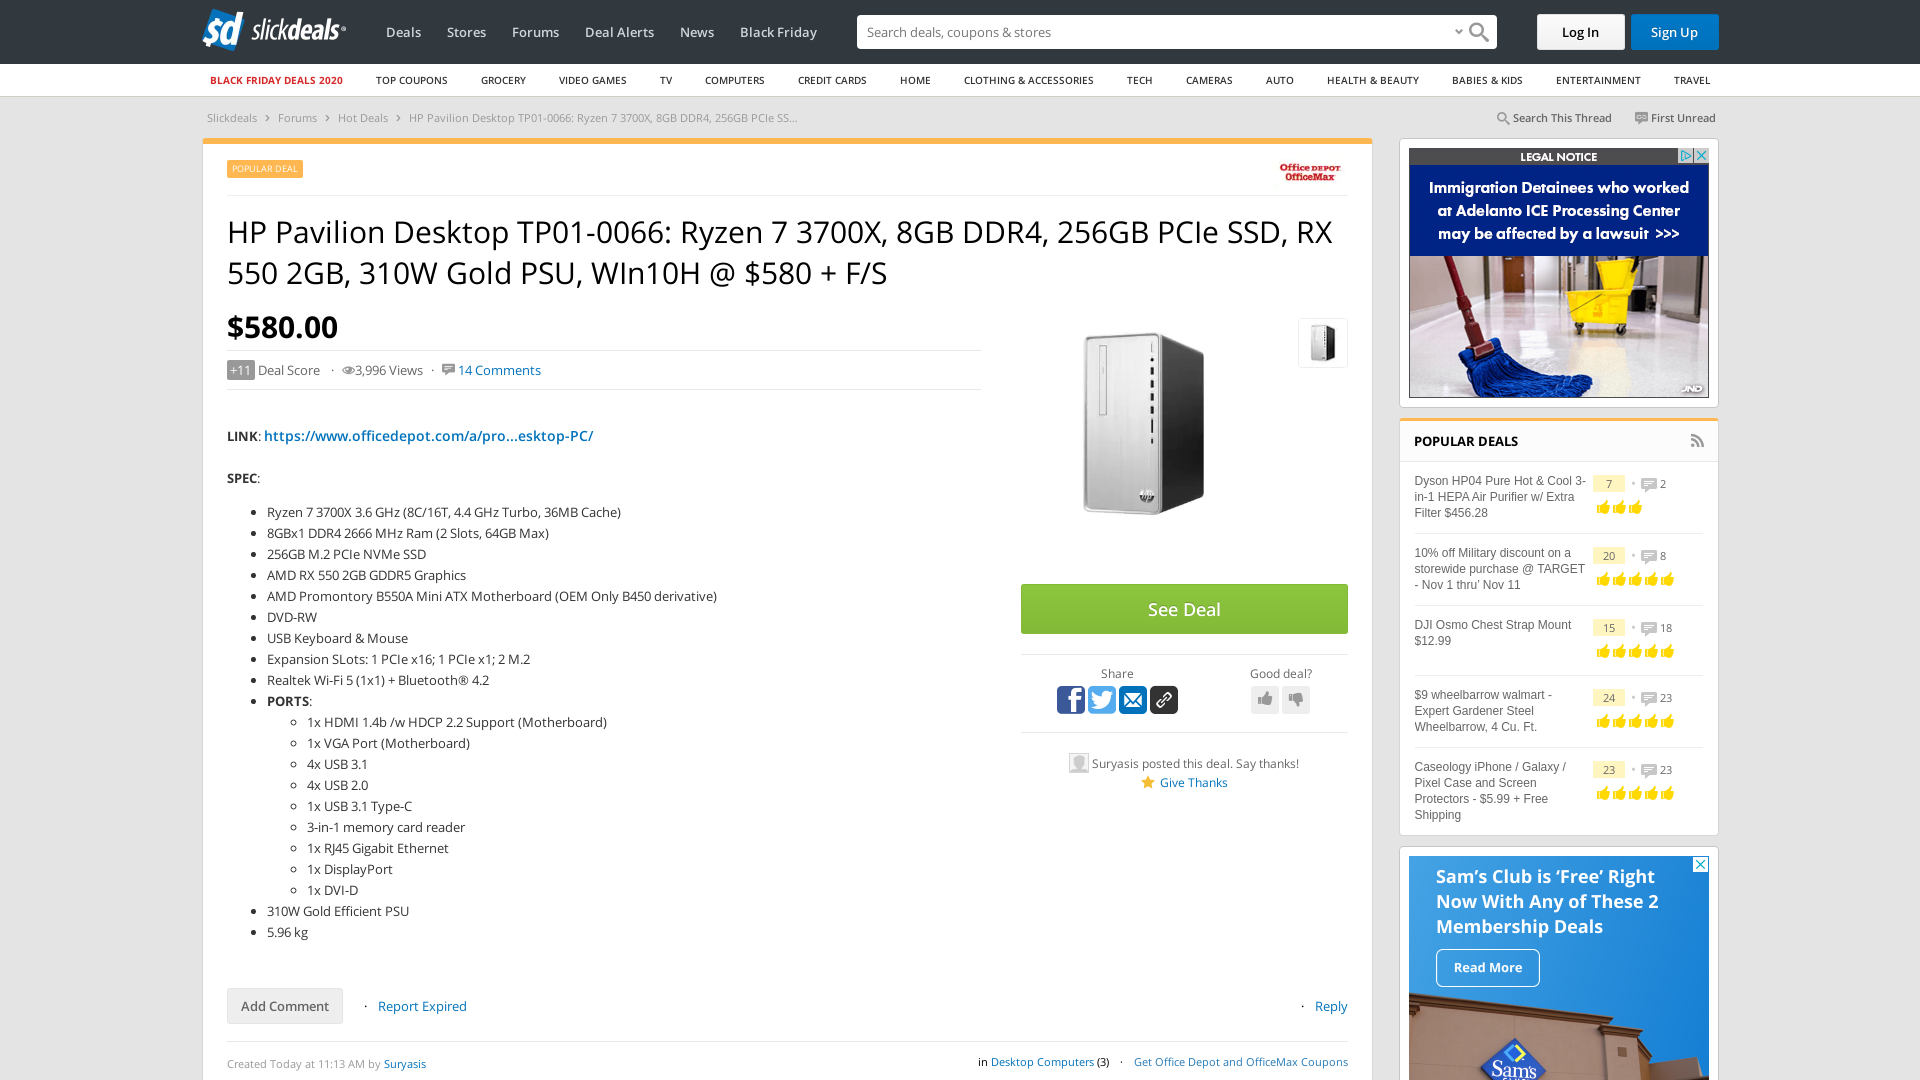 sd slickdeals
Deals Stores Forums Deal Alerts News Black Friday
Search deals, coupons & stores
Log In Sign Up
BLACK FRIDAY DEALS 2020 TOP COUPONS GROCERY VIDEO GAMES TV COMPUTERS CREDIT CARDS HOME CLOTHING & ACCESSORIES TECH CAMERAS AUTO HEALTH & BEAUTY BABIES & KIDS ENTERTAINMENT TRAVEL
Slickdeals › Forums › Hot Deals › HP Pavilion Desktop TP01-0066: Ryzen 7 3700X, 8GB DDR4, 256GB PCIe SS...
Search This Thread First Unread
POPULAR DEAL
Office DEPOT
OfficeMax
HP Pavilion Desktop TP01-0066: Ryzen 7 3700X, 8GB DDR4, 256GB PCIe SSD, RX
550 2GB, 310W Gold PSU, WIn10H @ $580 + F/S
$580.00
+11 Deal Score · 3,996 Views · 14 Comments
LINK: https://www.officedepot.com/a/pro...esktop-PC/
SPEC:
• Ryzen 7 3700X 3.6 GHz (8C/16T, 4.4 GHz Turbo, 36MB Cache)
• 8GBx1 DDR4 2666 MHz Ram (2 Slots, 64GB Max)
• 256GB M.2 PCIe NVMe SSD
• AMD RX 550 2GB GDDR5 Graphics
• AMD Promontory B550A Mini ATX Motherboard (OEM Only B450 derivative)
• DVD-RW
• USB Keyboard & Mouse
• Expansion SLots: 1 PCIe x16; 1 PCIe x1; 2 M.2
• Realtek Wi-Fi 5 (1x1) + Bluetooth® 4.2
• PORTS:
◦ 1x HDMI 1.4b /w HDCP 2.2 Support (Motherboard)
◦ 1x VGA Port (Motherboard)
◦ 4x USB 3.1
◦ 4x USB 2.0
◦ 1x USB 3.1 Type-C
◦ 3-in-1 memory card reader
◦ 1x RJ45 Gigabit Ethernet
◦ 1x DisplayPort
◦ 1x DVI-D
• 310W Gold Efficient PSU
• 5.96 kg
hp
See Deal
Share Good deal?
Suryasis posted this deal. Say thanks!
Give Thanks
Add Comment · Report Expired
· Reply
Created Today at 11:13 AM by Suryasis
in Desktop Computers (3) · Get Office Depot and OfficeMax Coupons
LEGAL NOTICE
Immigration Detainees who worked
at Adelanto ICE Processing Center
may be affected by a lawsuit >>>
JND
POPULAR DEALS
Dyson HP04 Pure Hot & Cool 3-
in-1 HEPA Air Purifier w/ Extra
Filter $456.28
7 • 2
10% off Military discount on a
storewide purchase @ TARGET
- Nov 1 thru' Nov 11
20 • 8
DJI Osmo Chest Strap Mount
$12.99
15 • 18
$9 wheelbarrow walmart -
Expert Gardener Steel
Wheelbarrow, 4 Cu. Ft.
24 • 23
Caseology iPhone / Galaxy /
Pixel Case and Screen
Protectors - $5.99 + Free
Shipping
23 • 23
Sam's Club is ‘Free’ Right
Now With Any of These 2
Membership Deals
Read More
Sam's